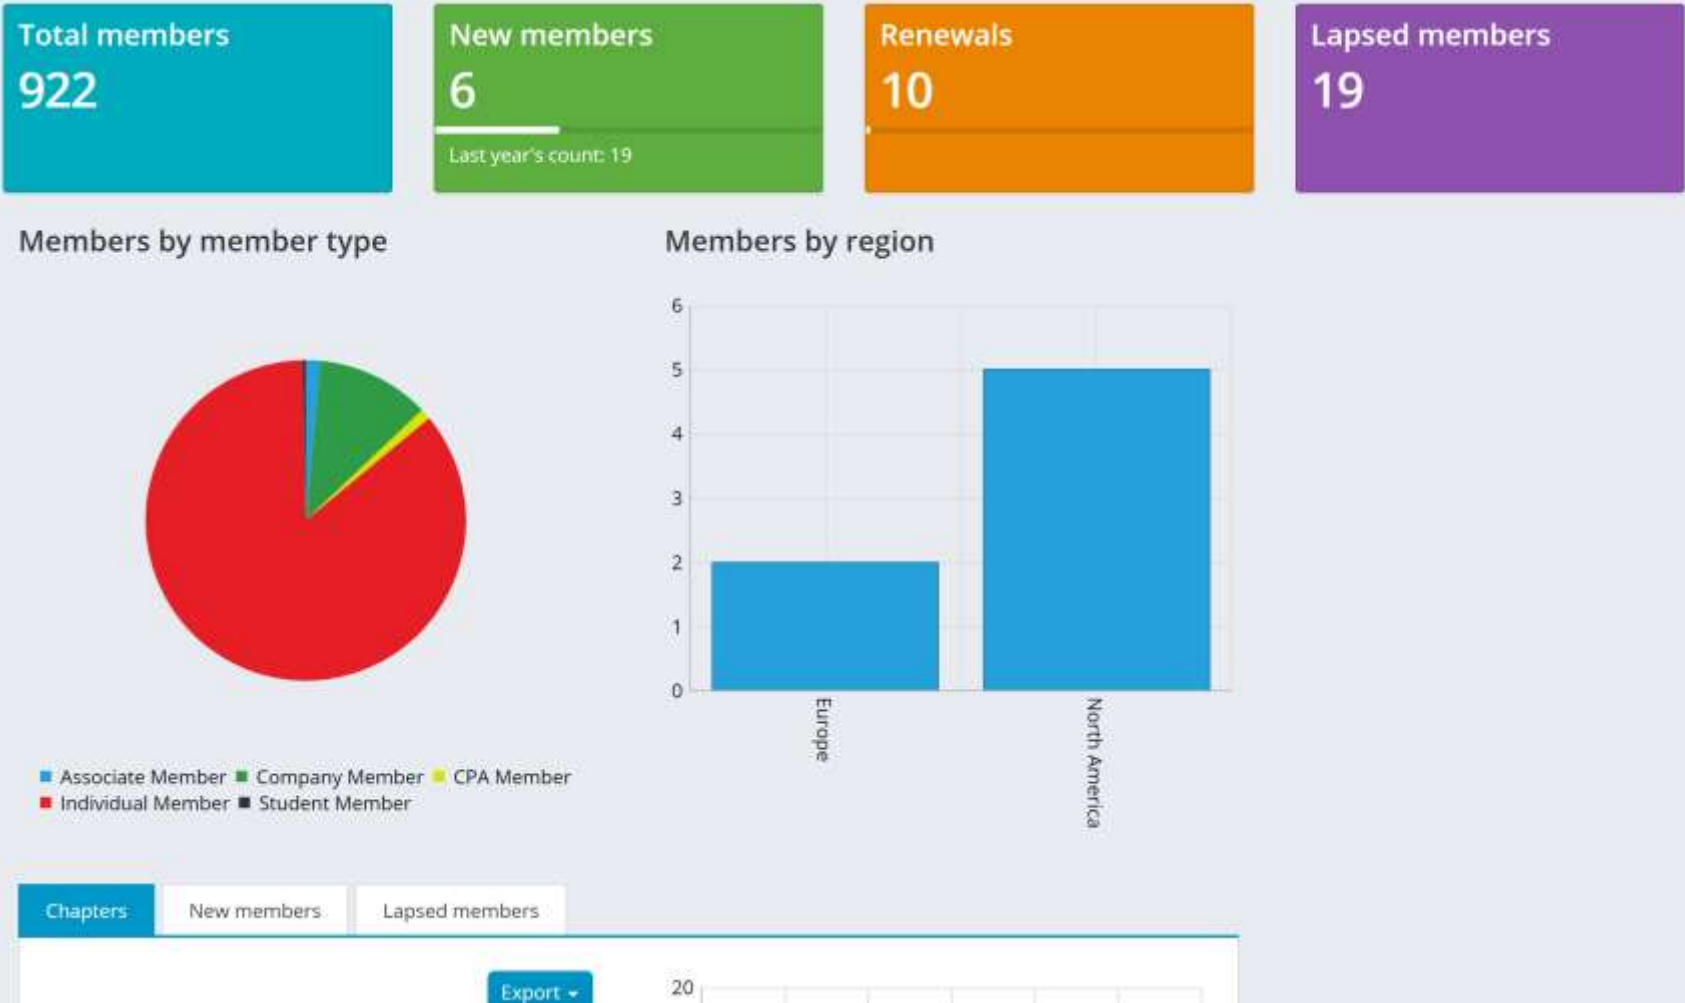 Total members
922
New members
6
Last year's count: 19
Renewals
10
Lapsed members
19
Members by member type
Associate Member Company Member CPA Member
Individual Member Student Member
Members by region
6
5
4
3
2
1
0
Europe
North America
Chapters
New members
Lapsed members
Export
20